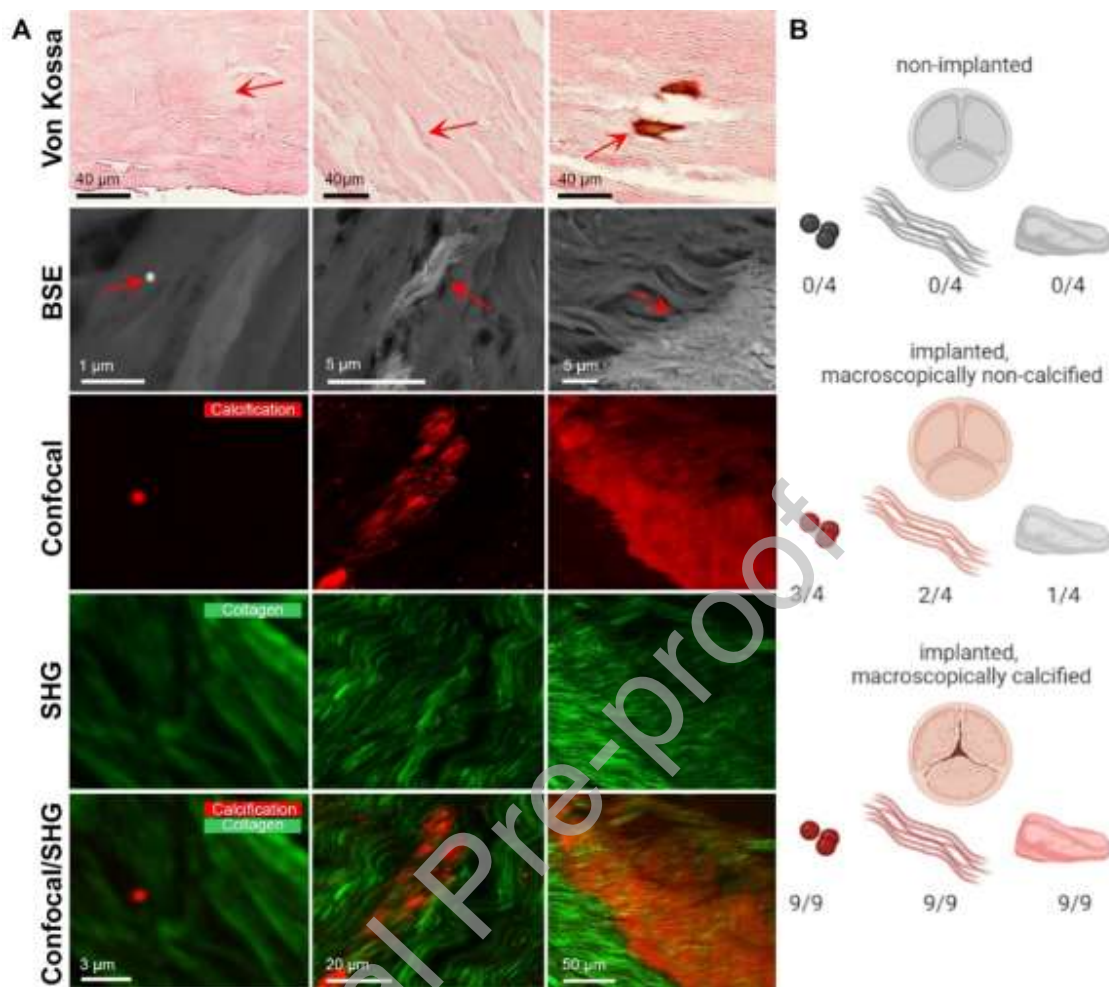 A
Von Kossa
40 µm
40µm
40 µm
BSE
1 µm
5 µm
5 µm
Confocal
Calcification
SHG
Collagen
Confocal/SHG
Calcification
Collagen
3 µm
20 µm
50 µm
B
non-implanted
0/4 0/4 0/4
implanted,
macroscopically non-calcified
3/4 2/4 1/4
implanted,
macroscopically calcified
9/9 9/9 9/9
al Pre-proof